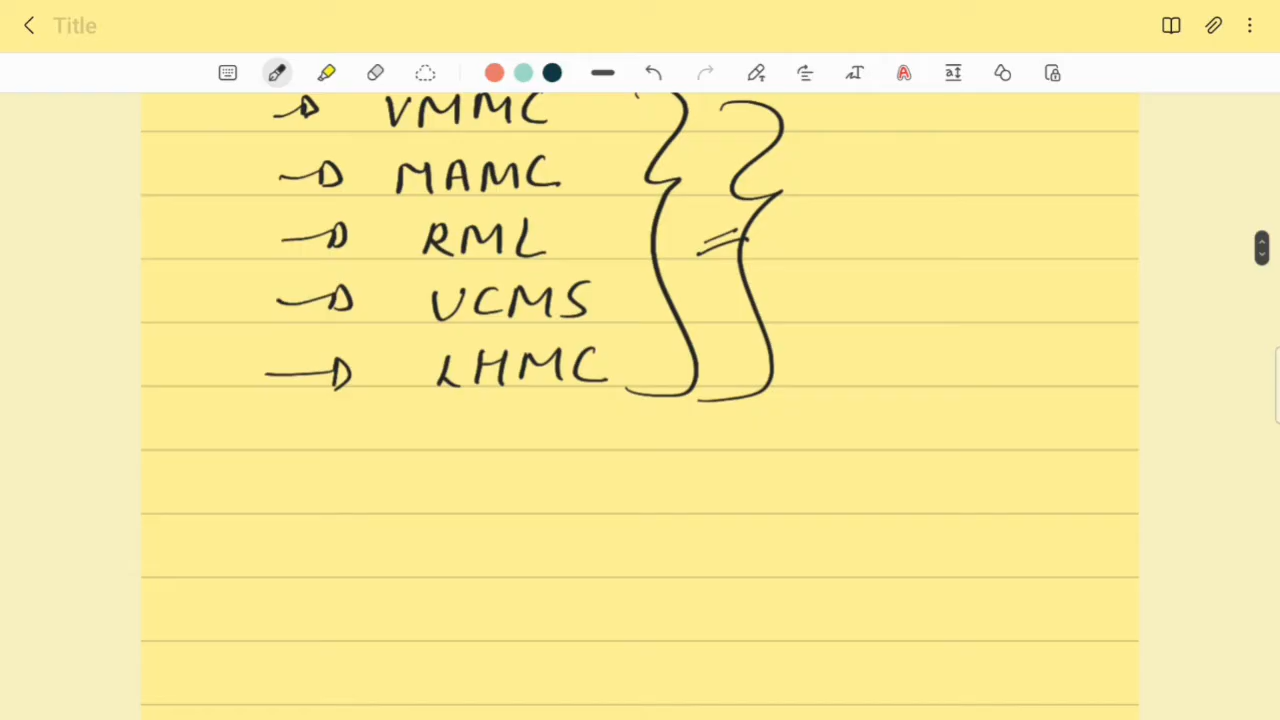 Title
→ VMMC
→ MAMC
→ RML
→ UCMS
→ LHMC